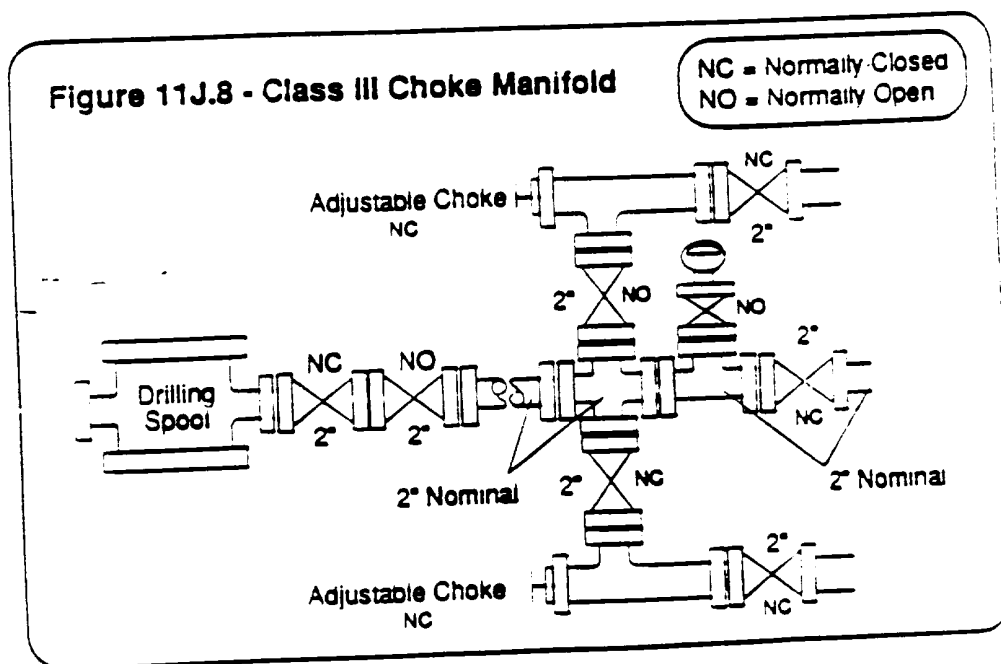 Figure 11J.8 - Class III Choke Manifold
NC = Normally Closed
NO = Normally Open
Adjustable Choke
NC
NC
2"
2"
NO
NO
Drilling
Spool
NC
NO
2"
2"
2"
NC
2" Nominal
2"
NC
2" Nominal
Adjustable Choke
NC
2"
NC